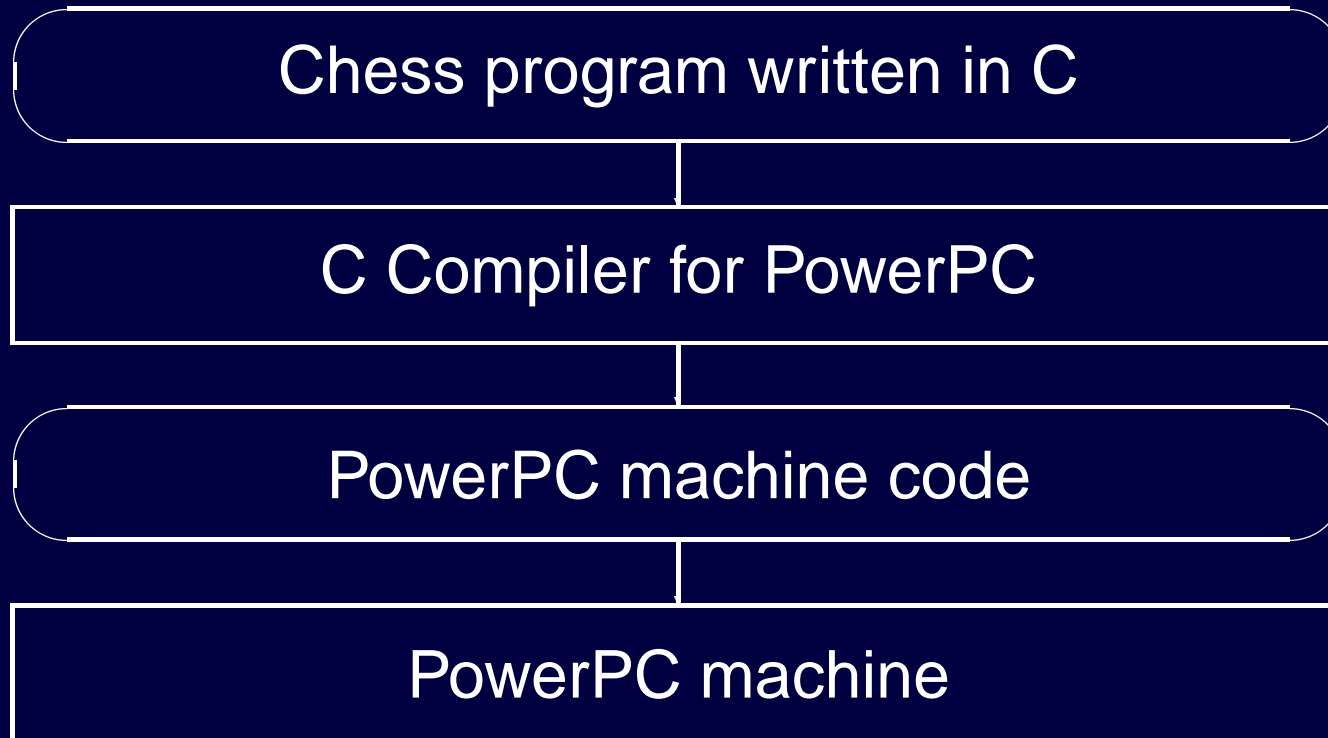 Chess program written in C
C Compiler for PowerPC
PowerPC machine code
PowerPC machine